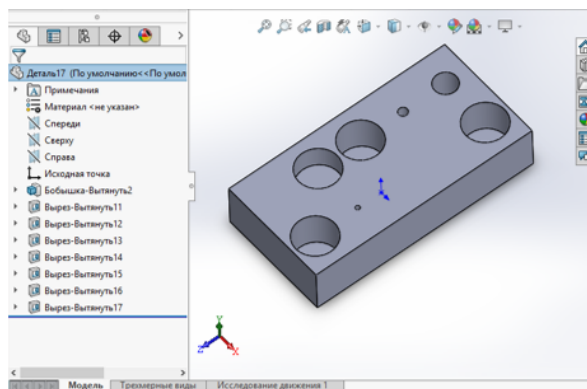 Деталь17 (По умолчанию<<По умол
Примечания
Материал <не указан>
Спереди
Сверху
Справа
Исходная точка
Бобышка-Вытянуть2
Вырез-Вытянуть11
Вырез-Вытянуть12
Вырез-Вытянуть13
Вырез-Вытянуть14
Вырез-Вытянуть15
Вырез-Вытянуть16
Вырез-Вытянуть17
Y
Z
X
Модель
Трехмерные виды
Исследование движения 1